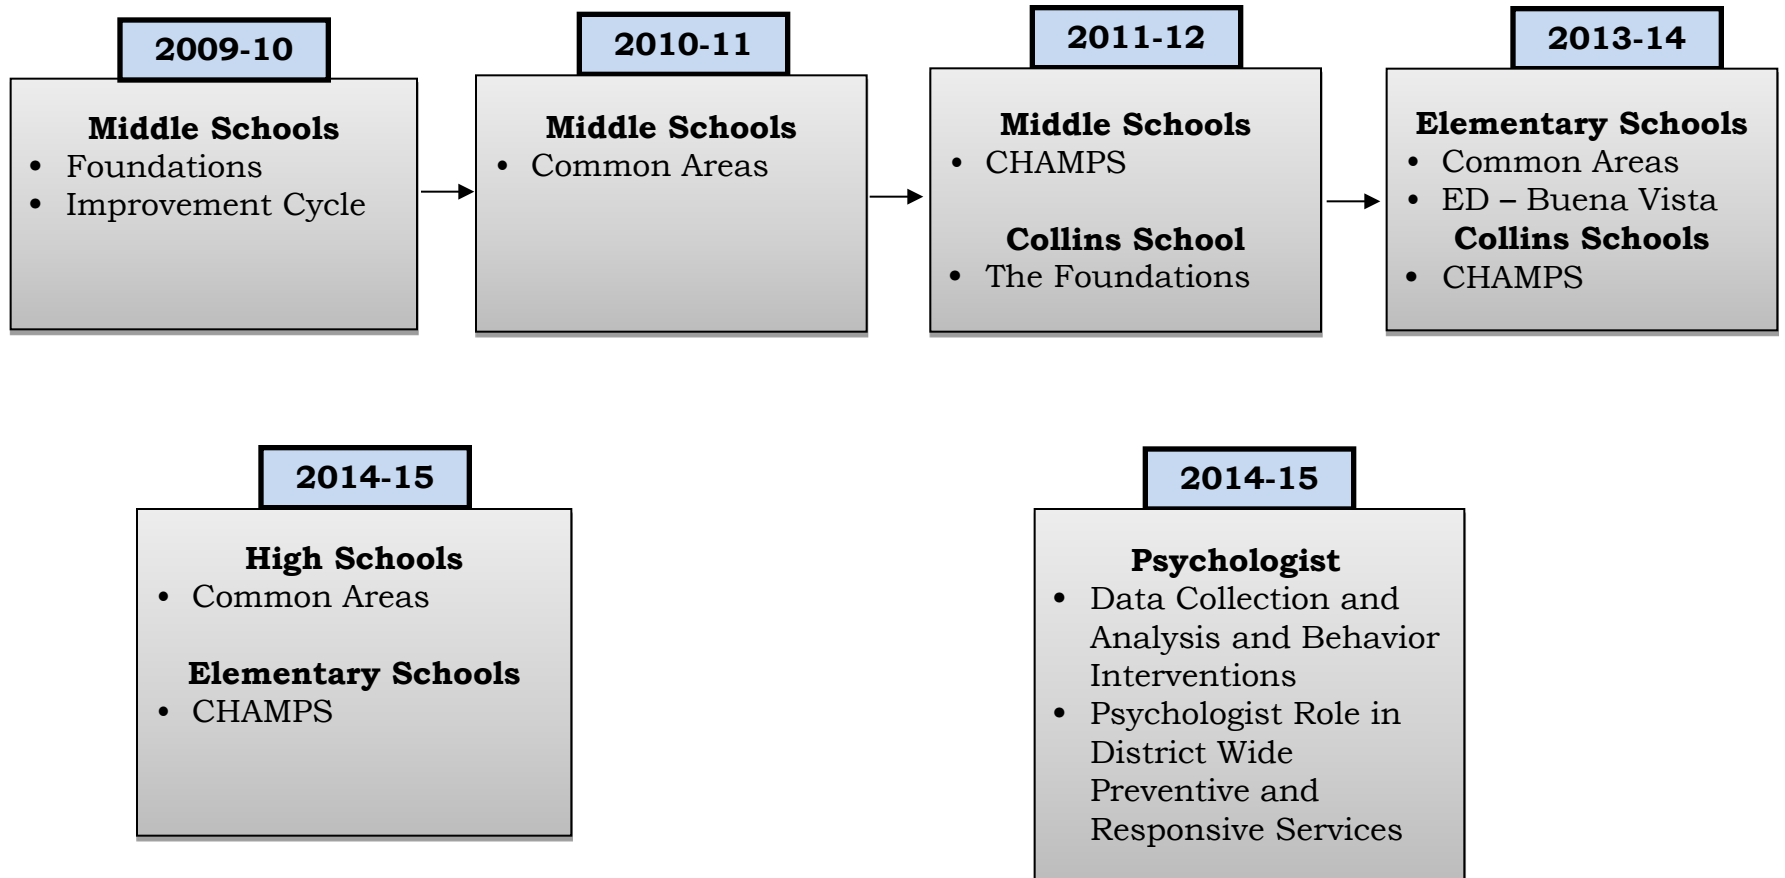 2009-10
Middle Schools
• Foundations
• Improvement Cycle
2010-11
Middle Schools
• Common Areas
2011-12
Middle Schools
• CHAMPS
Collins School
• The Foundations
2013-14
Elementary Schools
• Common Areas
• ED – Buena Vista
Collins Schools
• CHAMPS
2014-15
High Schools
• Common Areas
Elementary Schools
• CHAMPS
2014-15
Psychologist
• Data Collection and
Analysis and Behavior
Interventions
• Psychologist Role in
District Wide
Preventive and
Responsive Services